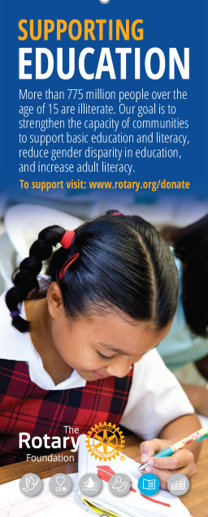 SUPPORTING
EDUCATION
More than 775 million people over the
age of 15 are illiterate. Our goal is to
strengthen the capacity of communities
to support basic education and literacy,
reduce gender disparity in education,
and increase adult literacy.
To support visit: www.rotary.org/donate
The
Rotary
Foundation